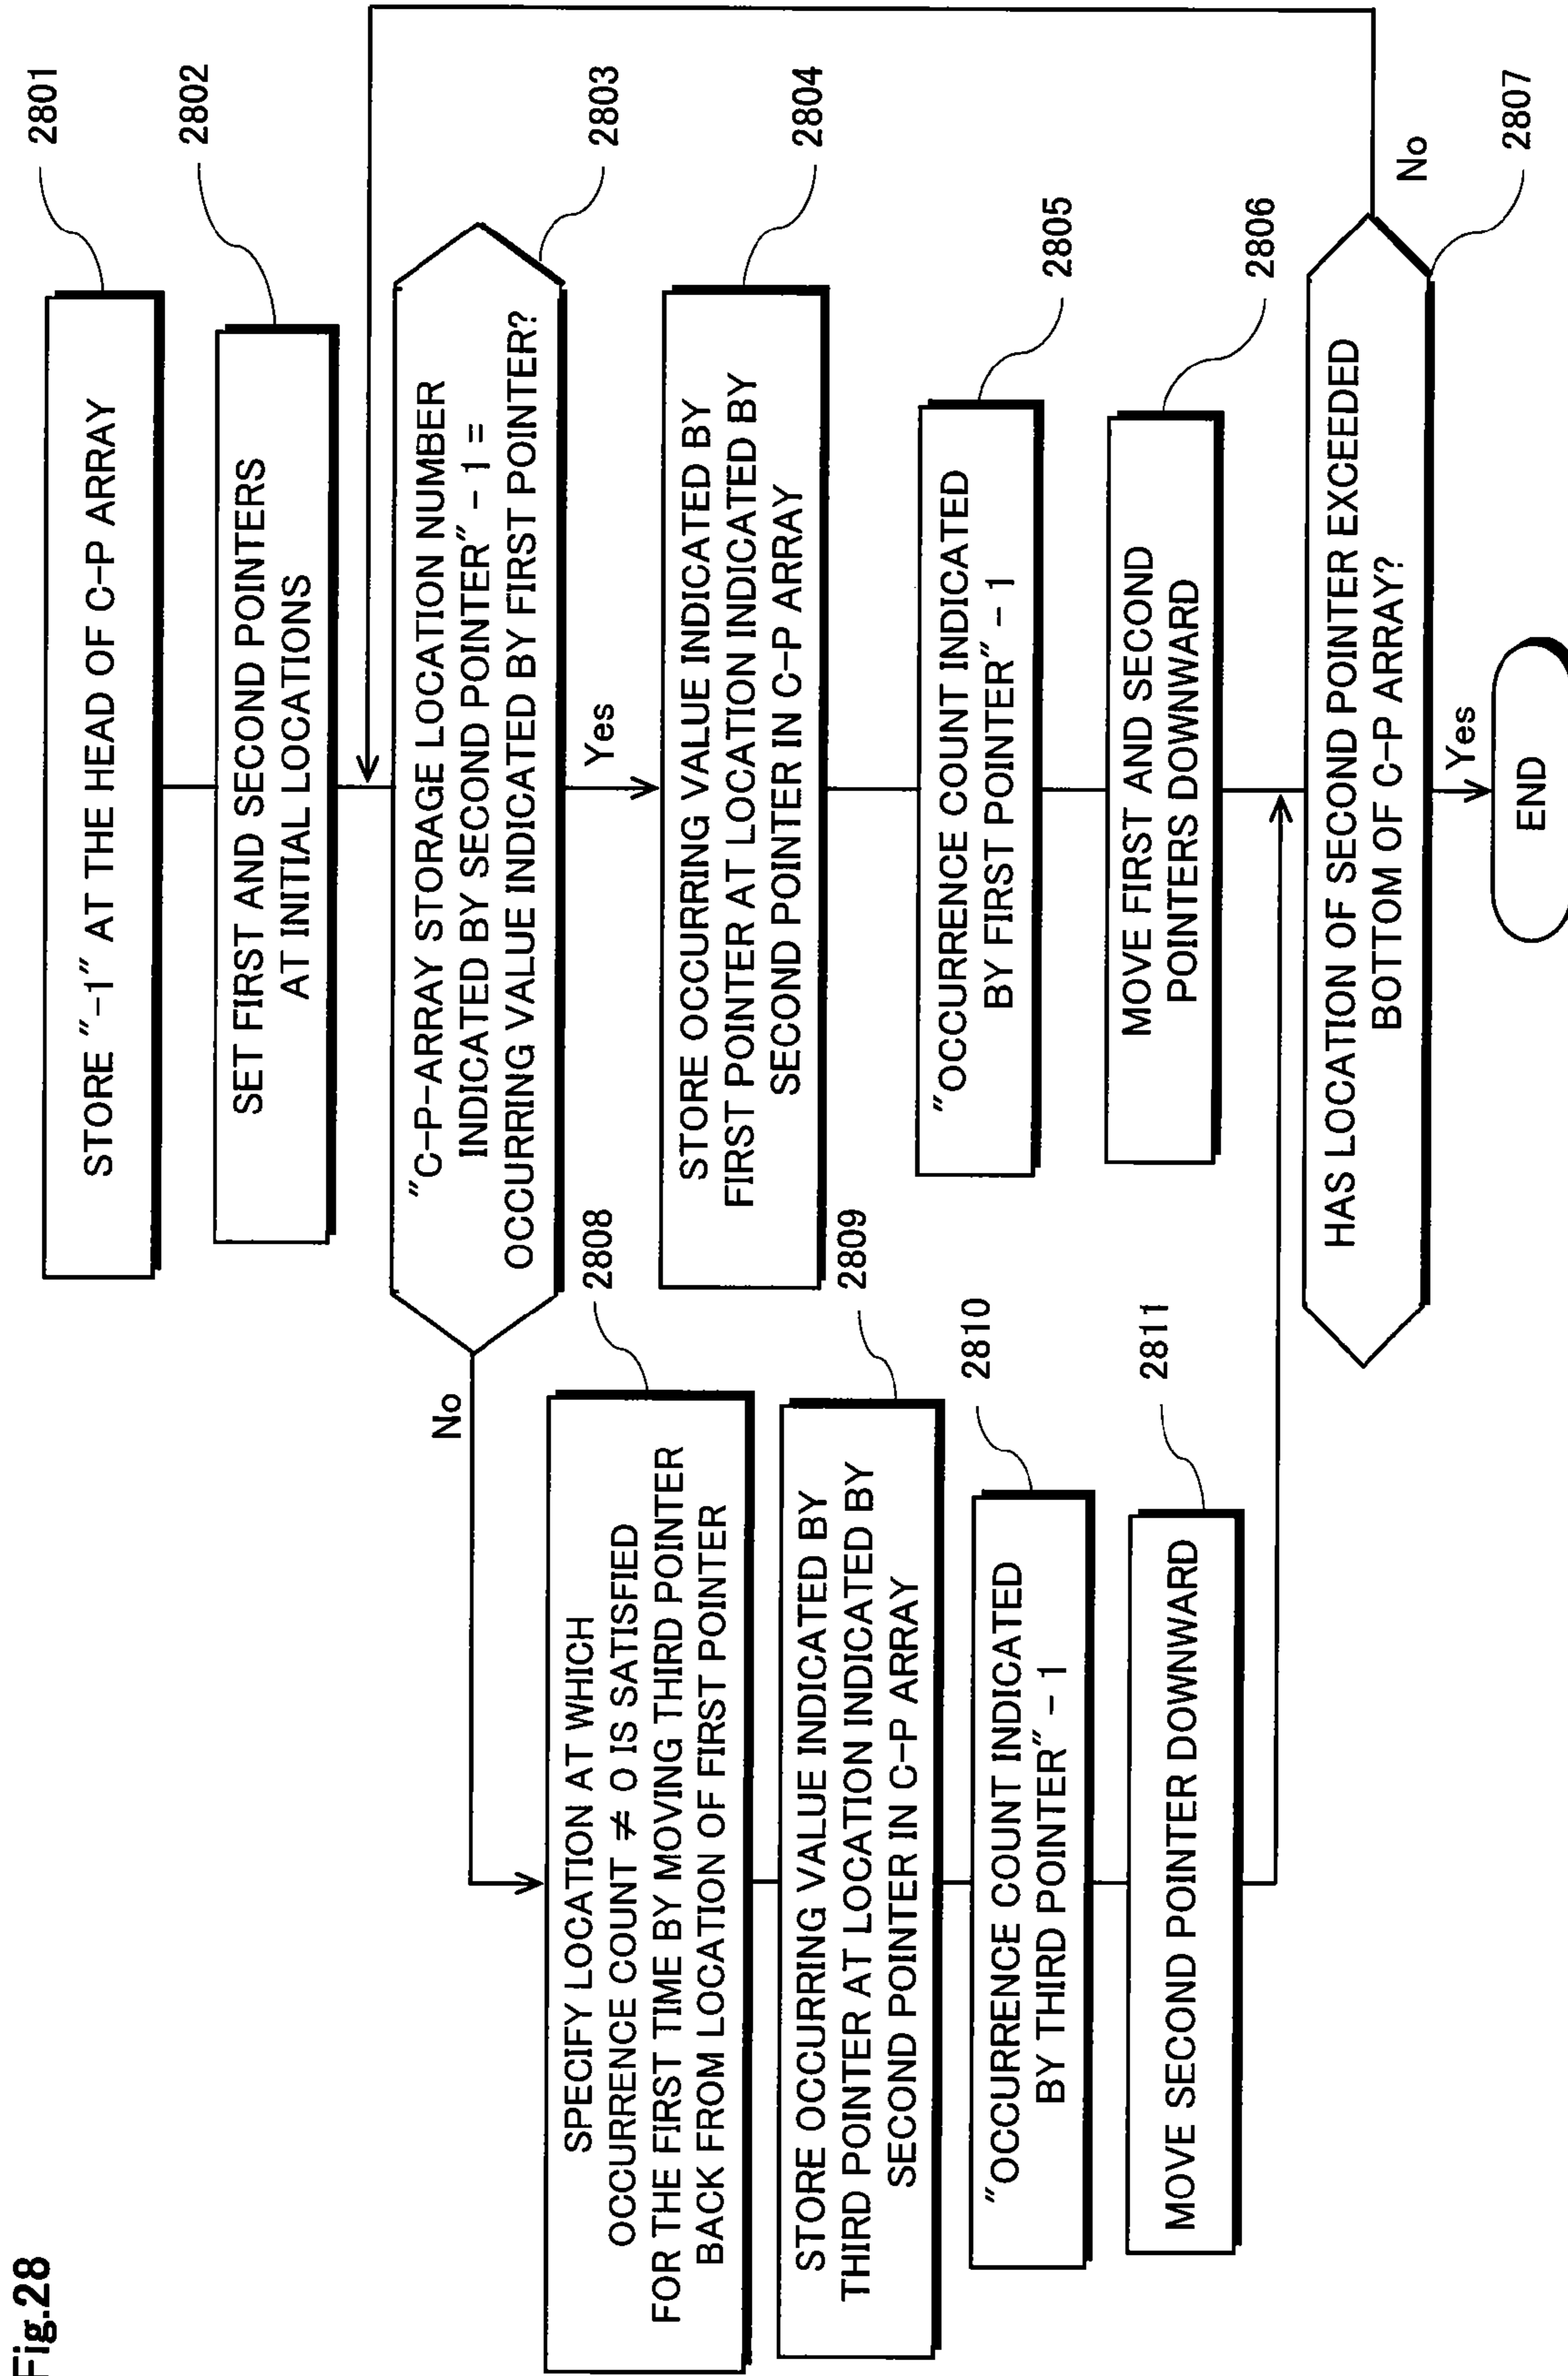 Fig.28
STORE "-1" AT THE HEAD OF C-P ARRAY
2801
SET FIRST AND SECOND POINTERS
AT INITIAL LOCATIONS
2802
"C-P-ARRAY STORAGE LOCATION NUMBER
INDICATED BY SECOND POINTER" - 1 =
OCCURRING VALUE INDICATED BY FIRST POINTER?
2803
Yes
No
STORE OCCURRING VALUE INDICATED BY
FIRST POINTER AT LOCATION INDICATED BY
SECOND POINTER IN C-P ARRAY
2804
"OCCURRENCE COUNT INDICATED
BY FIRST POINTER" - 1
2805
MOVE FIRST AND SECOND
POINTERS DOWNWARD
2806
HAS LOCATION OF SECOND POINTER EXCEEDED
BOTTOM OF C-P ARRAY?
2807
No
Yes
END
SPECIFY LOCATION AT WHICH
OCCURRENCE COUNT ≠ 0 IS SATISFIED
FOR THE FIRST TIME BY MOVING THIRD POINTER
BACK FROM LOCATION OF FIRST POINTER
2808
STORE OCCURRING VALUE INDICATED BY
THIRD POINTER AT LOCATION INDICATED BY
SECOND POINTER IN C-P ARRAY
2809
"OCCURRENCE COUNT INDICATED
BY THIRD POINTER" - 1
2810
MOVE SECOND POINTER DOWNWARD
2811